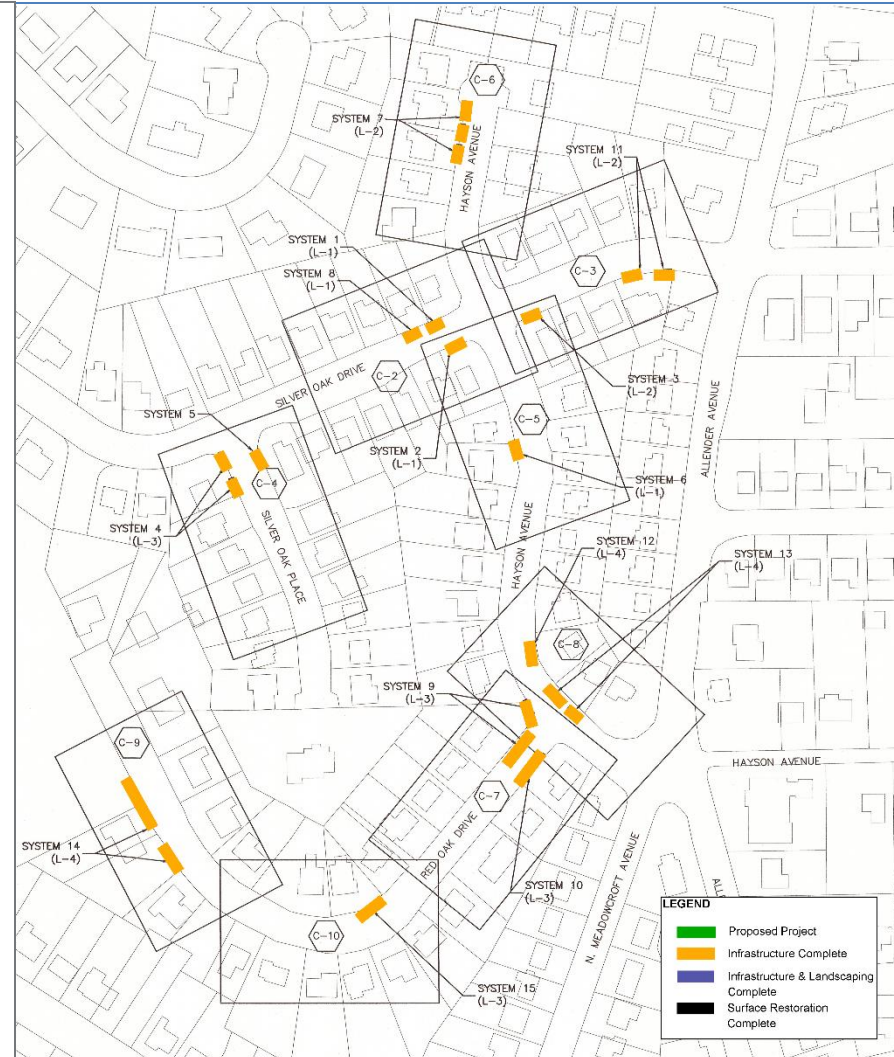 C-6
SYSTEM 7
(L-2)
HAYSON AVENUE
SYSTEM 11
(L-2)
SYSTEM 1
(L-1)
SYSTEM 8
(L-1)
C-3
C-2
SILVER OAK DRIVE
SYSTEM 3
(L-2)
ALLENDER AVENUE
SYSTEM 5
C-5
SYSTEM 2
(L-1)
C-4
SYSTEM 6
(L-1)
SYSTEM 4
(L-3)
SILVER OAK PLACE
HAYSON AVENUE
SYSTEM 12
(L-4)
SYSTEM 13
(L-4)
C-8
SYSTEM 9
(L-3)
C-9
HAYSON AVENUE
C-7
RED OAK DRIVE
SYSTEM 14
(L-4)
N. MEADOWCROFT AVENUE
SYSTEM 10
(L-3)
C-10
SYSTEM 15
(L-3)
LEGEND
Proposed Project
Infrastructure Complete
Infrastructure & Landscaping
Complete
Surface Restoration
Complete